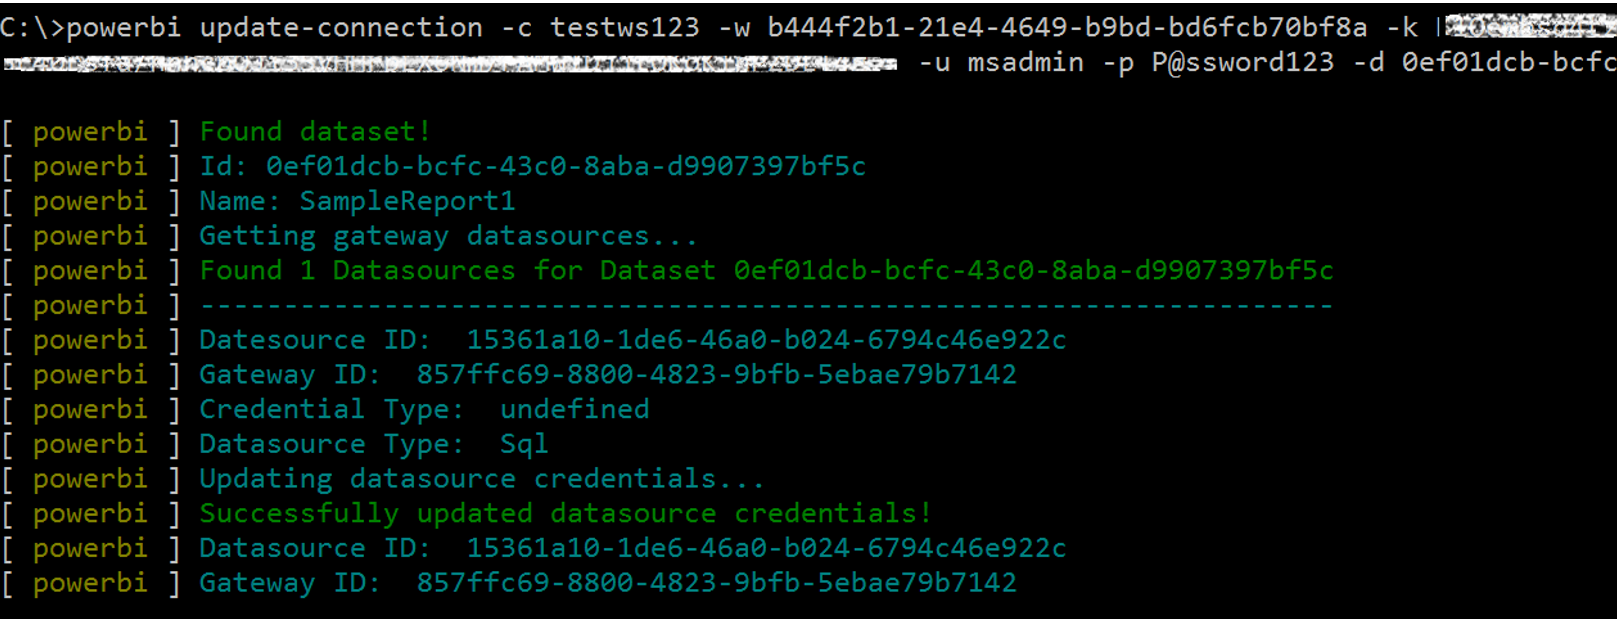 C:\>powerbi update-connection -c testws123 -w b444f2b1-21e4-4649-b9bd-bd6fcb70bf8a -k
-u msadmin -p P@ssword123 -d 0ef01dcb-bcfc
[ powerbi ] Found dataset!
[ powerbi ] Id: 0ef01dcb-bcfc-43c0-8aba-d9907397bf5c
[ powerbi ] Name: SampleReport1
[ powerbi ] Getting gateway datasources...
[ powerbi ] Found 1 Datasources for Dataset 0ef01dcb-bcfc-43c0-8aba-d9907397bf5c
[ powerbi ] --------------------------------------------------------------------
[ powerbi ] Datesource ID:  15361a10-1de6-46a0-b024-6794c46e922c
[ powerbi ] Gateway ID:  857ffc69-8800-4823-9bfb-5ebae79b7142
[ powerbi ] Credential Type:  undefined
[ powerbi ] Datasource Type:  Sql
[ powerbi ] Updating datasource credentials...
[ powerbi ] Successfully updated datasource credentials!
[ powerbi ] Datasource ID:  15361a10-1de6-46a0-b024-6794c46e922c
[ powerbi ] Gateway ID:  857ffc69-8800-4823-9bfb-5ebae79b7142